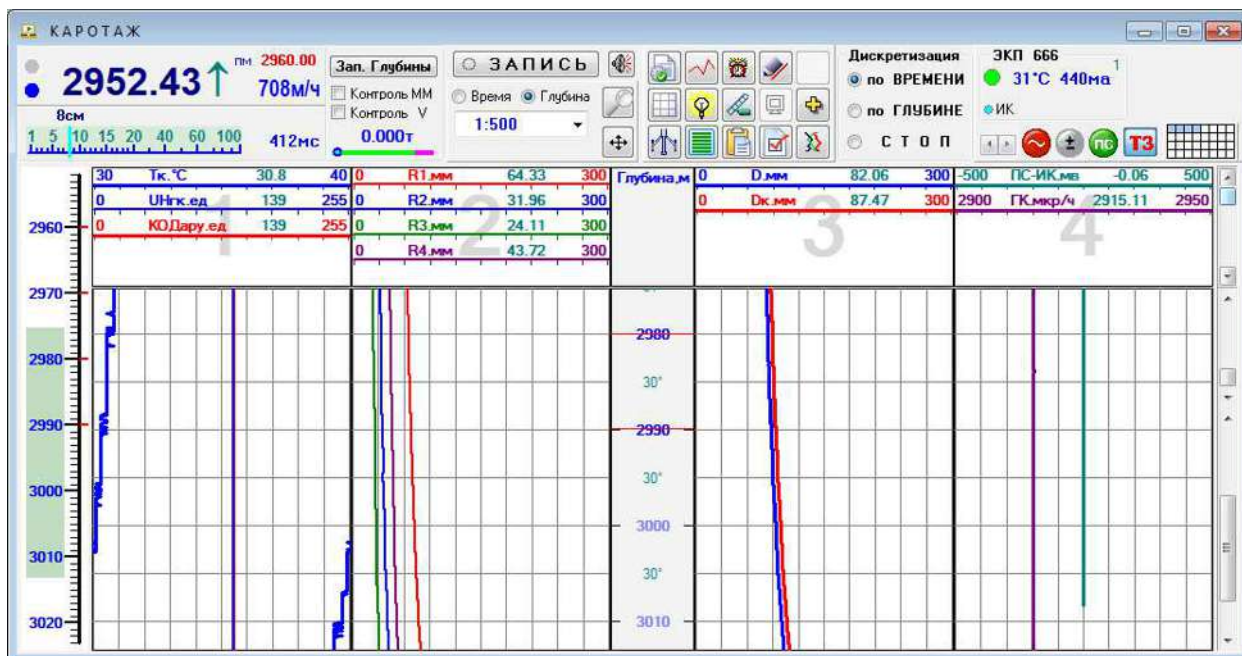 КАРОТАЖ
2952.43
пм 2960.00
708м/ч
8см
1 5 10 15 20 40 60 100
412мс
Зап. Глубины
Контроль ММ
Контроль V
0.000т
ЗАПИСЬ
Время Глубина
1:500
Дискретизация
по ВРЕМЕНИ
по ГЛУБИНЕ
СТОП
ЭКП 666
1
31°С 440ма
ИК
± ПС ТЗ
30 Тк.°С 30.8 40
0 UНгк.ед 139 255
0 КОДару.ед 139 255
1
0 R1.мм 64.33 300
0 R2.мм 31.96 300
0 R3.мм 24.11 300
0 R4.мм 43.72 300
2
Глубина.м
0 D.мм 82.06 300
0 Dк.мм 87.47 300
3
-500 ПС-ИК.мв -0.06 500
2900 ГК.мкр/ч 2915.11 2950
4
2960
2970
2980
2990
3000
3010
3020
2980
30°
2990
30°
3000
30°
3010